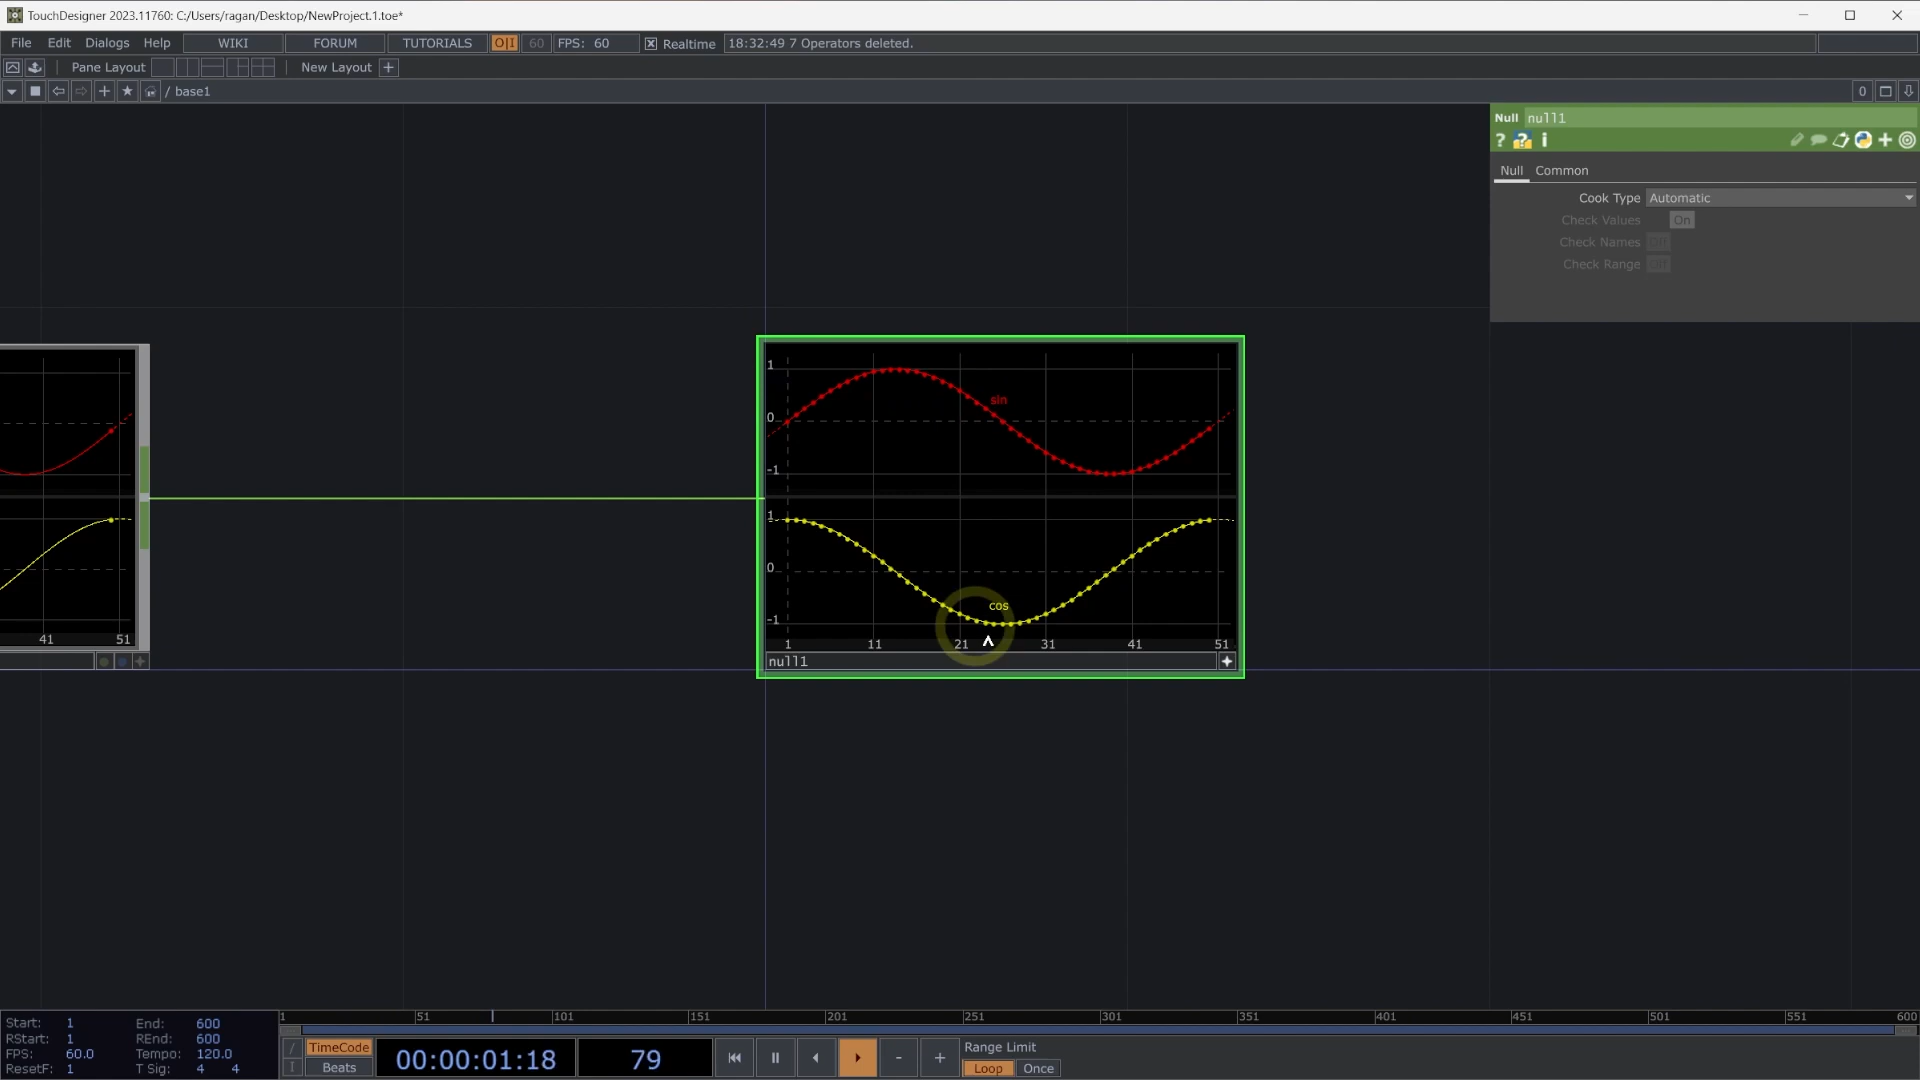 TouchDesigner 2023.11760: C:/Users/ragan/Desktop/NewProject.1.toe*
File Edit Dialogs Help WIKI FORUM TUTORIALS O|I 60 FPS: 60 Realtime 18:32:49 7 Operators deleted.
Pane Layout New Layout +
/ base1 0
Null null1
? ? i
Null Common
Cook Type Automatic
Check Values On
Check Names Off
Check Range Off
1
0
-1
sin
1
0
-1
cos
41 51
1 11 21 31 41 51
null1
1 51 101 151 201 251 301 351 401 451 501 551 600
Start: 1 End: 600
RStart: 1 REnd: 600
FPS: 60.0 Tempo: 120.0
ResetF: 1 T Sig: 4 4
/ TimeCode
I Beats
00:00:01:18 79
- +
Range Limit
Loop Once